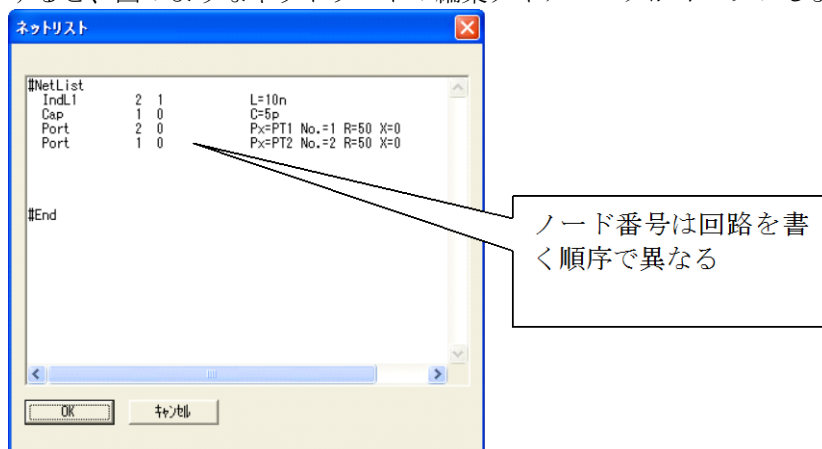 ネットリスト
#NetList
IndL1 2 1 L=10n
Cap 1 0 C=5p
Port 2 0 Px=PT1 No.=1 R=50 X=0
Port 1 0 Px=PT2 No.=2 R=50 X=0
#End
ノード番号は回路を書
く順序で異なる
OK キャンセル